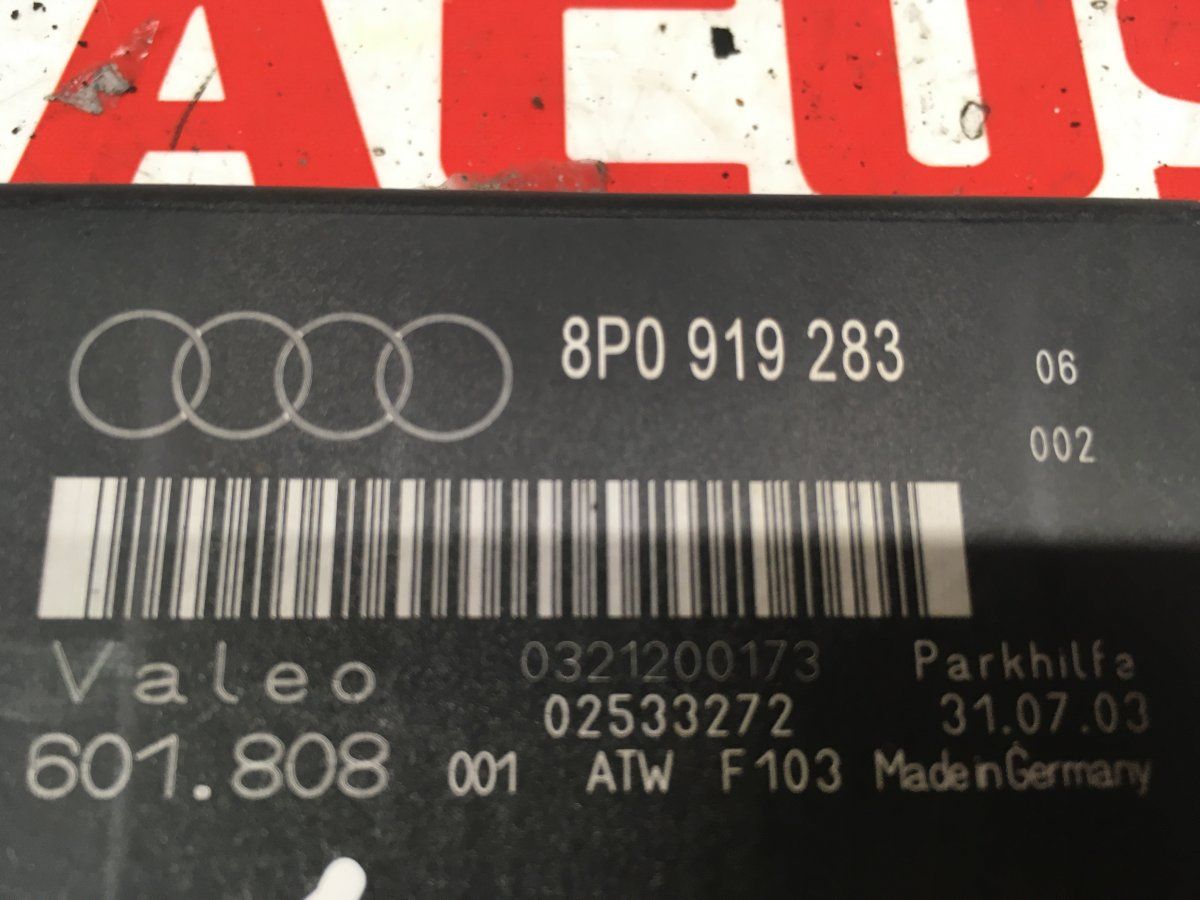 8P0 919 283
06
002
Valeo 0321200173 Parkhilfe
02533272 31.07.03
601.808 001 ATW F103 Made in Germany